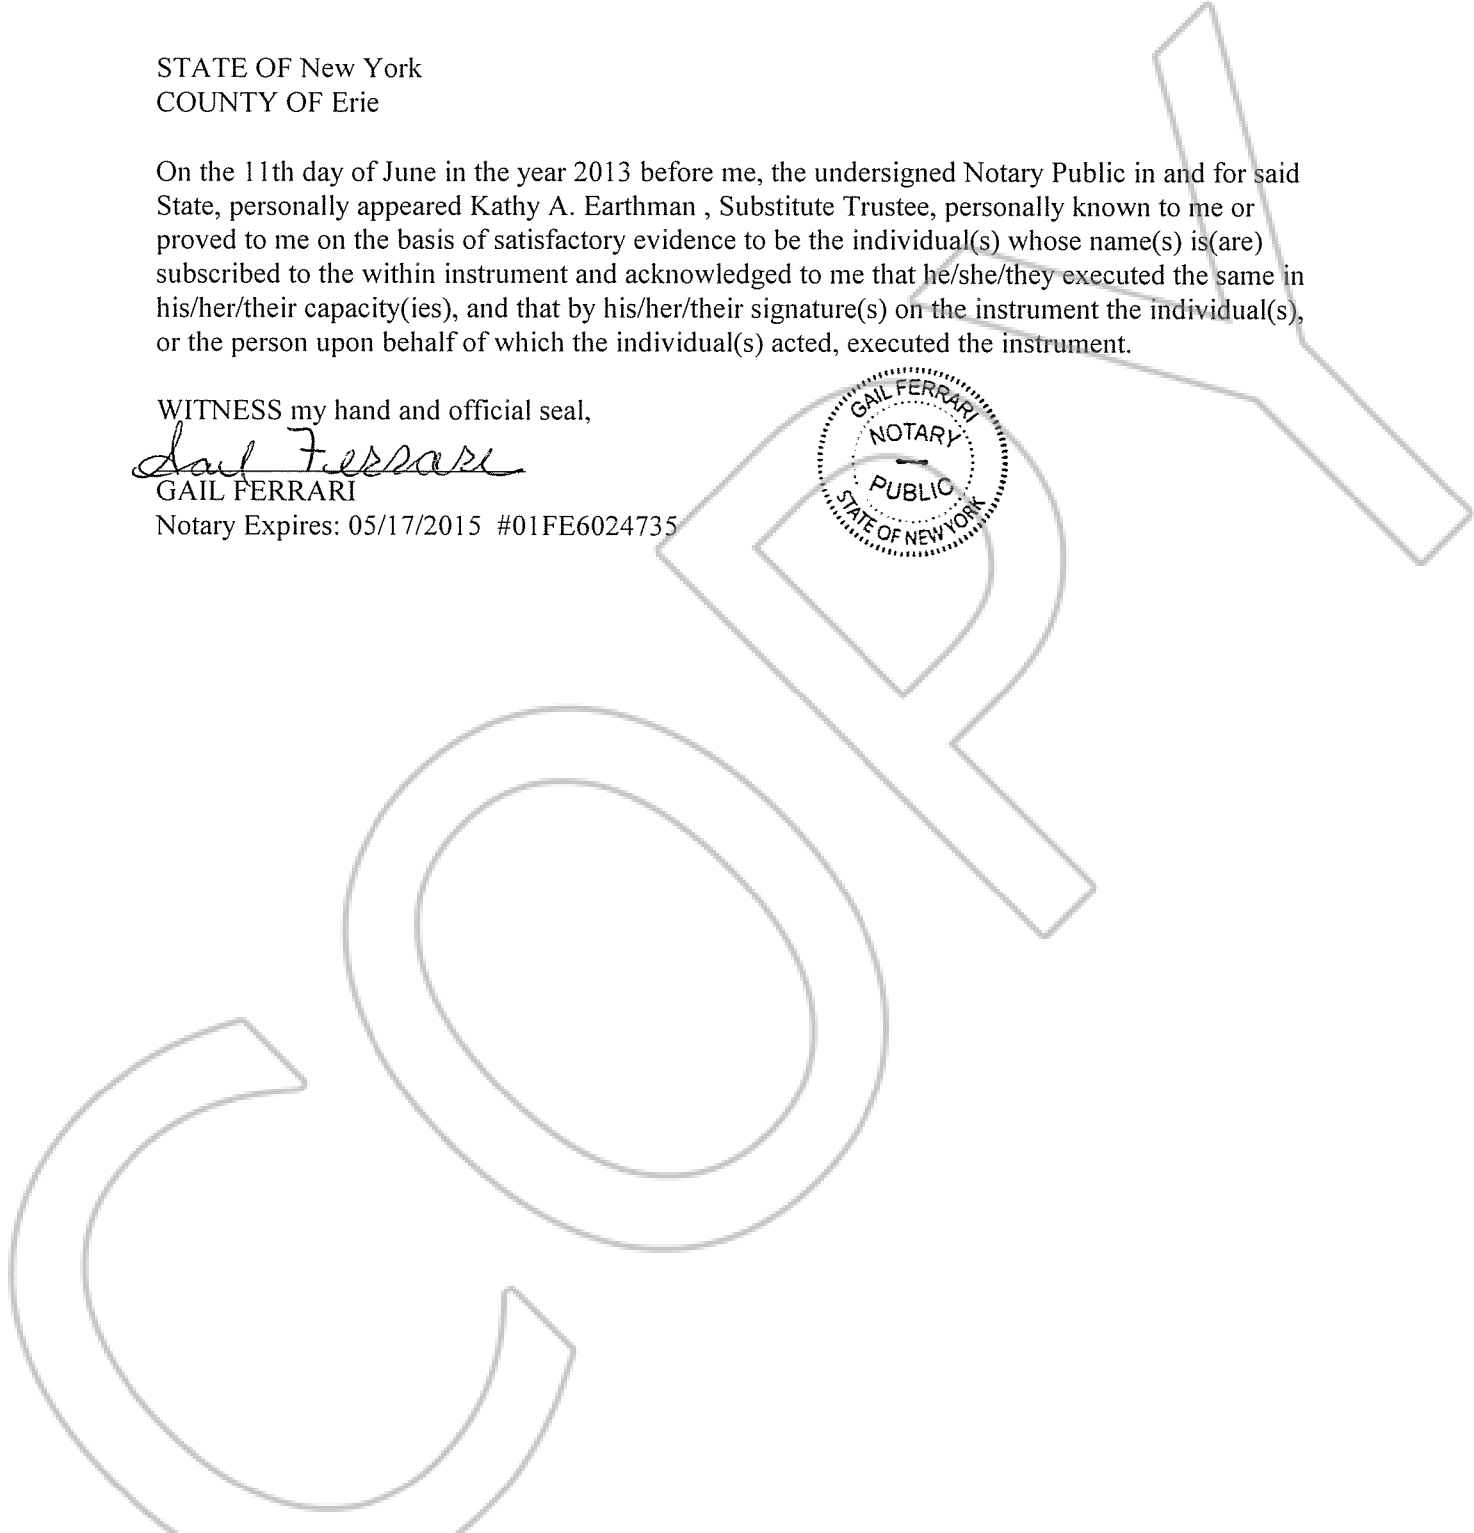 STATE OF New York
COUNTY OF Erie
On the 11th day of June in the year 2013 before me, the undersigned Notary Public in and for said
State, personally appeared Kathy A. Earthman , Substitute Trustee, personally known to me or
proved to me on the basis of satisfactory evidence to be the individual(s) whose name(s) is(are)
subscribed to the within instrument and acknowledged to me that he/she/they executed the same in
his/her/their capacity(ies), and that by his/her/their signature(s) on the instrument the individual(s),
or the person upon behalf of which the individual(s) acted, executed the instrument.
WITNESS my hand and official seal,
Gail Ferrari
GAIL FERRARI
Notary Expires: 05/17/2015 #01FE6024735
GAIL FERRARI
NOTARY
PUBLIC
STATE OF NEW YORK
COPY